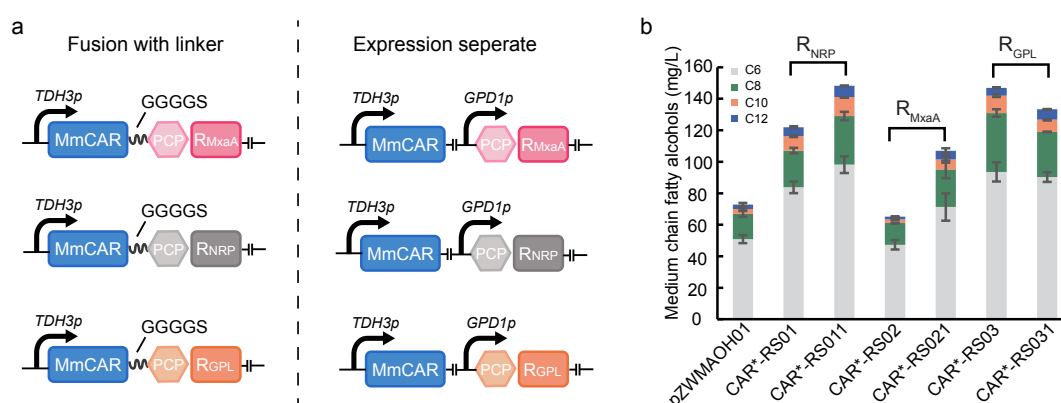 a
Fusion with linker
Expression seperate
TDH3p
GGGGS
MmCAR
PCP
RMxaA
TDH3p
GPD1p
MmCAR
PCP
RMxaA
TDH3p
GGGGS
MmCAR
PCP
RNRP
TDH3p
GPD1p
MmCAR
PCP
RNRP
TDH3p
GGGGS
MmCAR
PCP
RGPL
TDH3p
GPD1p
MmCAR
PCP
RGPL
b
Medium chain fatty alcohols (mg/L)
160
140
120
100
80
60
40
20
0
C6
C8
C10
C12
RNRP
RMxaA
RGPL
pZWMAOH01
CAR*-RS01
CAR*-RS011
CAR*-RS02
CAR*-RS021
CAR*-RS03
CAR*-RS031